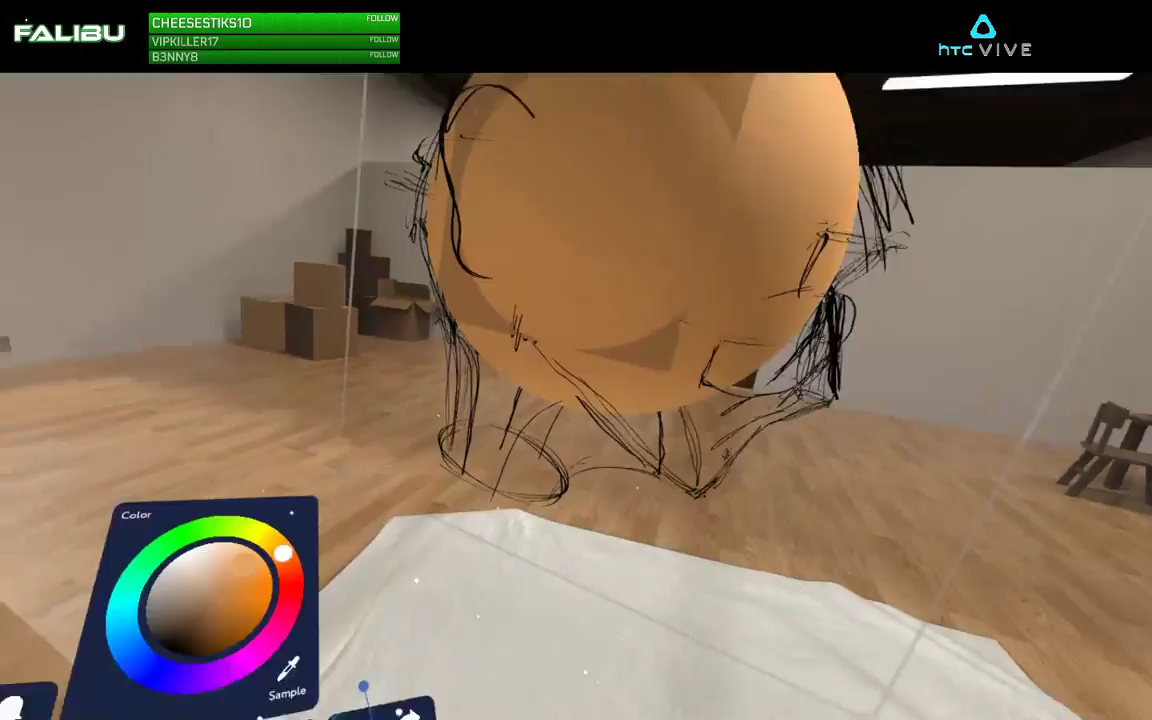 FALIBU
CHEESESTIKS10 FOLLOW
VIPKILLER17 FOLLOW
B3NNY8 FOLLOW
hTC VIVE
Color
Sample